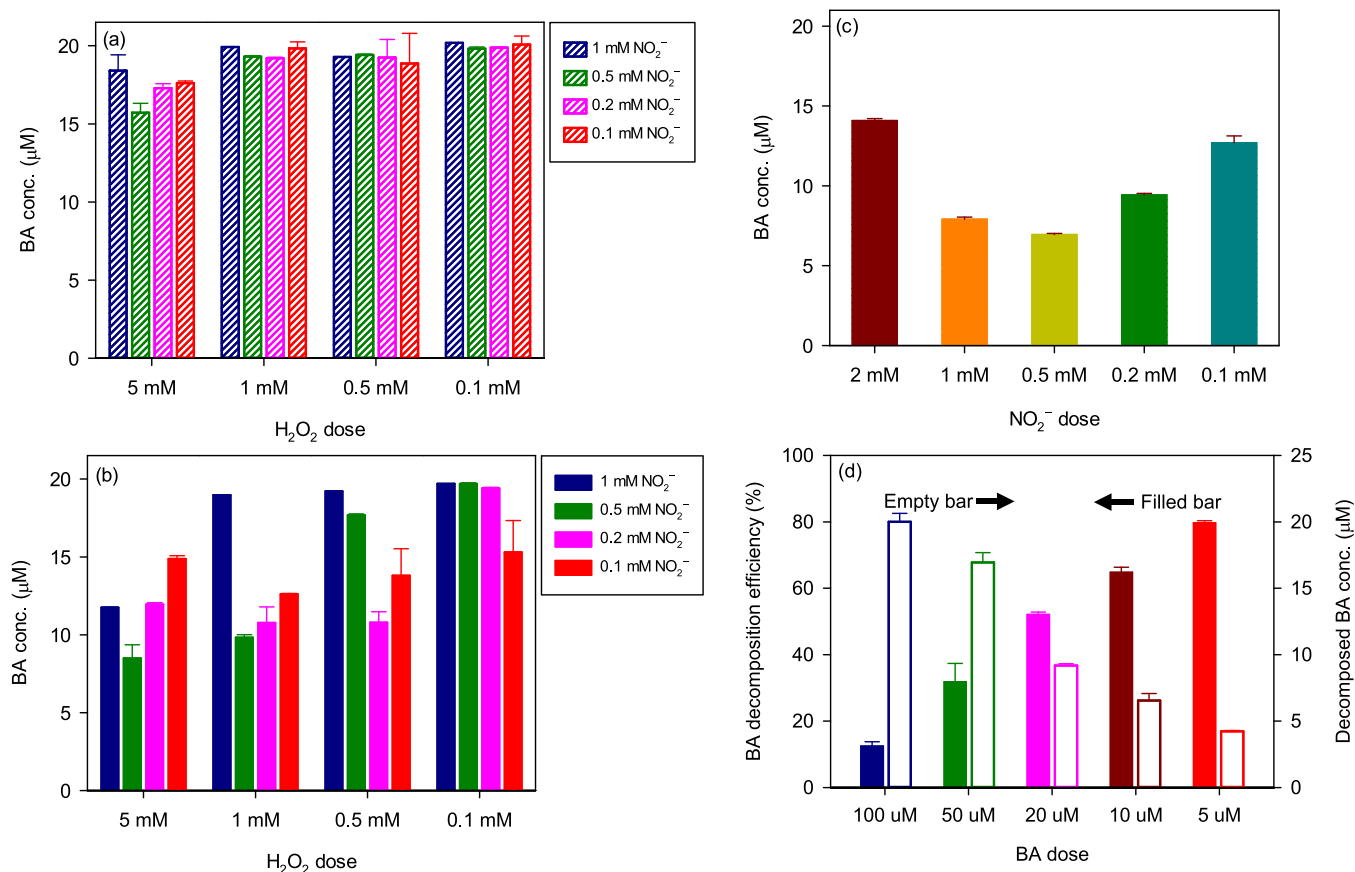 (a)
20
15
10
5
0
BA conc. (μM)
5 mM 1 mM 0.5 mM 0.1 mM
H₂O₂ dose
1 mM NO₂⁻
0.5 mM NO₂⁻
0.2 mM NO₂⁻
0.1 mM NO₂⁻
(c)
20
15
10
5
0
BA conc. (μM)
2 mM 1 mM 0.5 mM 0.2 mM 0.1 mM
NO₂⁻ dose
(b)
20
15
10
5
0
BA conc. (μM)
5 mM 1 mM 0.5 mM 0.1 mM
H₂O₂ dose
1 mM NO₂⁻
0.5 mM NO₂⁻
0.2 mM NO₂⁻
0.1 mM NO₂⁻
(d)
Empty bar
Filled bar
100
80
60
40
20
0
BA decomposition efficiency (%)
25
20
15
10
5
0
Decomposed BA conc. (μM)
100 uM 50 uM 20 uM 10 uM 5 uM
BA dose